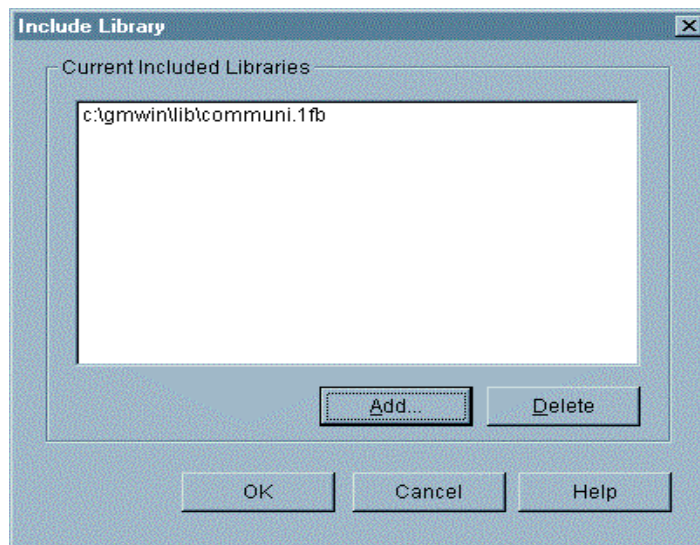 Include Library
Current Included Libraries
c:\gmwin\lib\communi.1fb
Add... Delete
OK Cancel Help